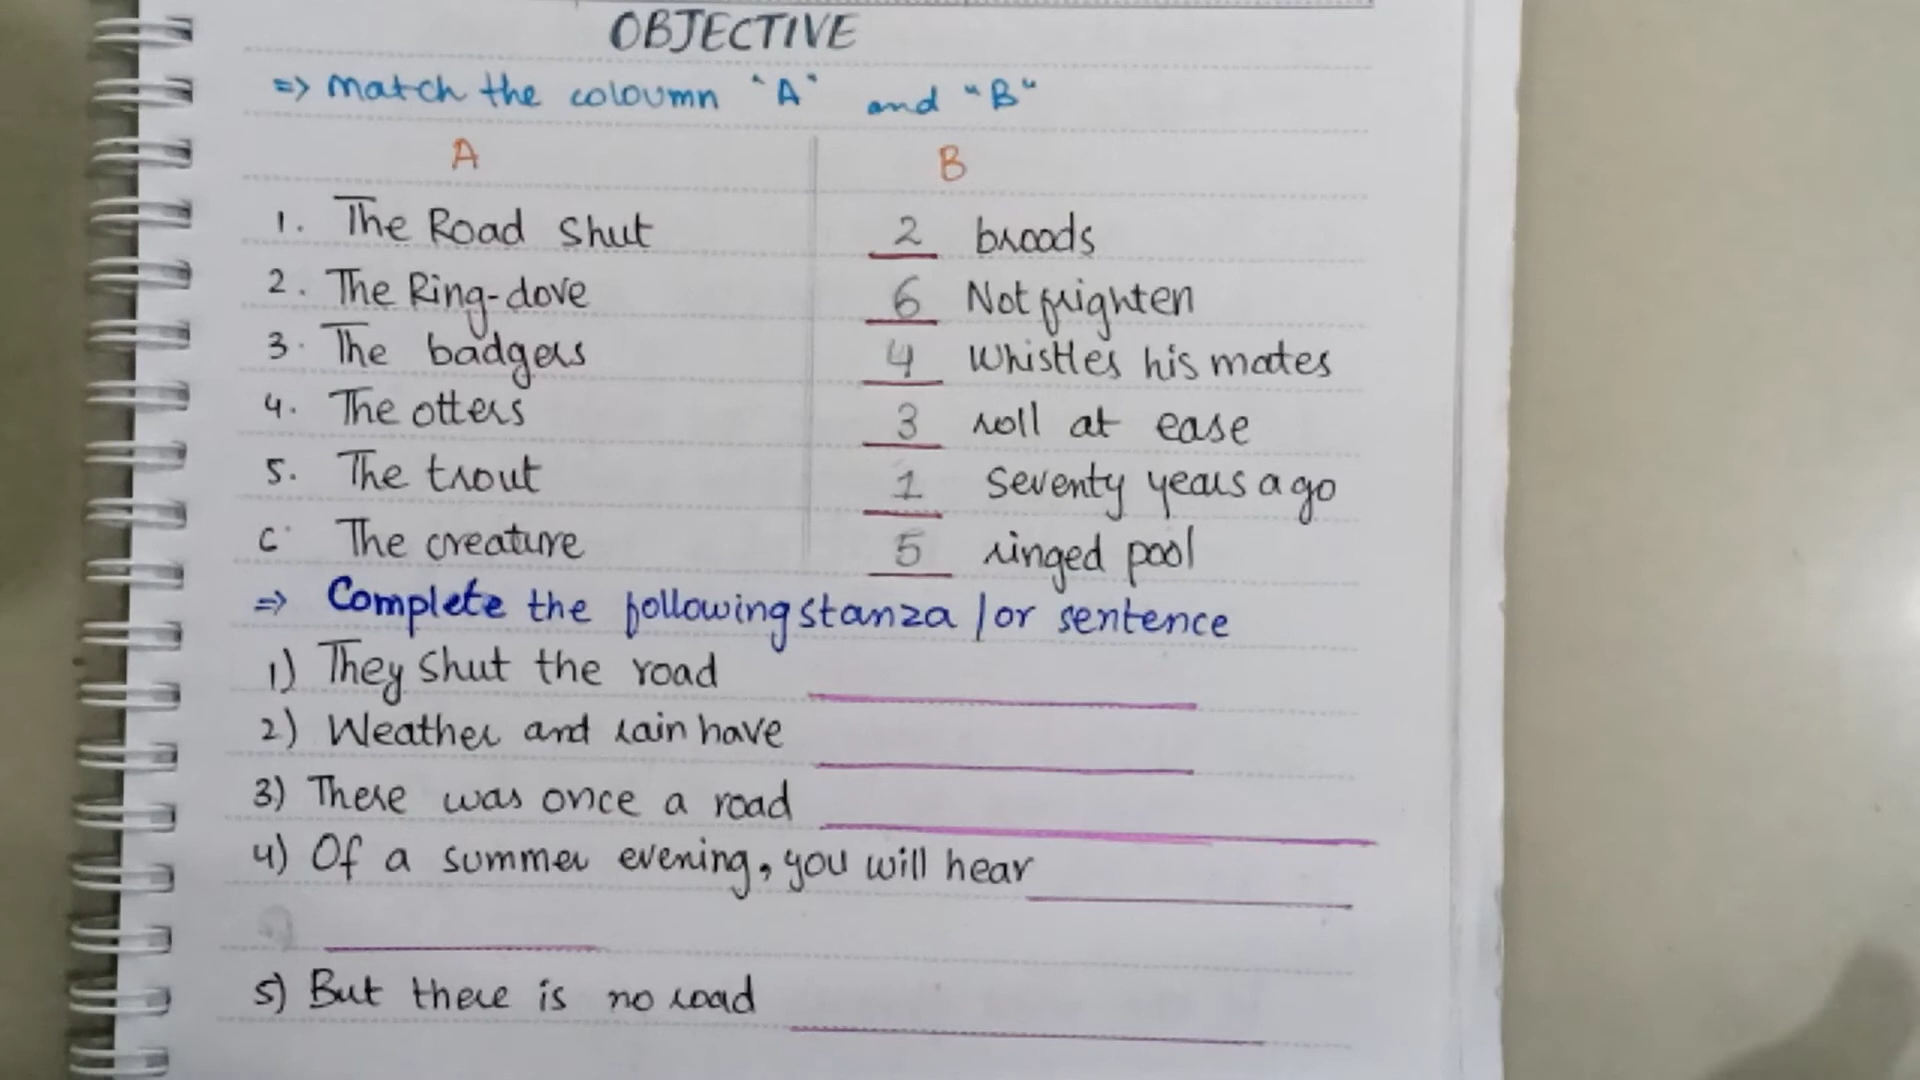 OBJECTIVE
=> Match the coloumn "A" and "B"
A B
1. The Road Shut 2 broods
2. The Ring-dove 6 Not frighten
3. The badgers 4 Whistles his mates
4. The otters 3 roll at ease
5. The trout 1 Seventy years ago
C. The creature 5 ringed pool
=> Complete the following stanza / or sentence
1) They Shut the road
2) Weather and rain have
3) There was once a road
4) Of a summer evening, you will hear
5) But there is no road